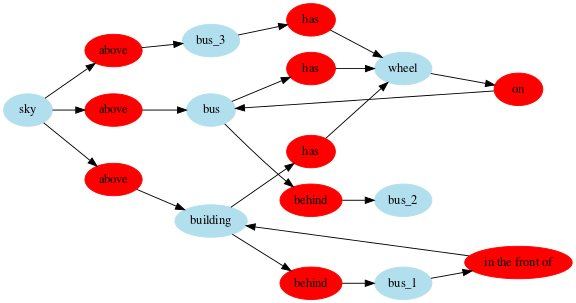 has
above
bus_3
has
wheel
sky
above
bus
on
has
above
behind
bus_2
building
in the front of
behind
bus_1